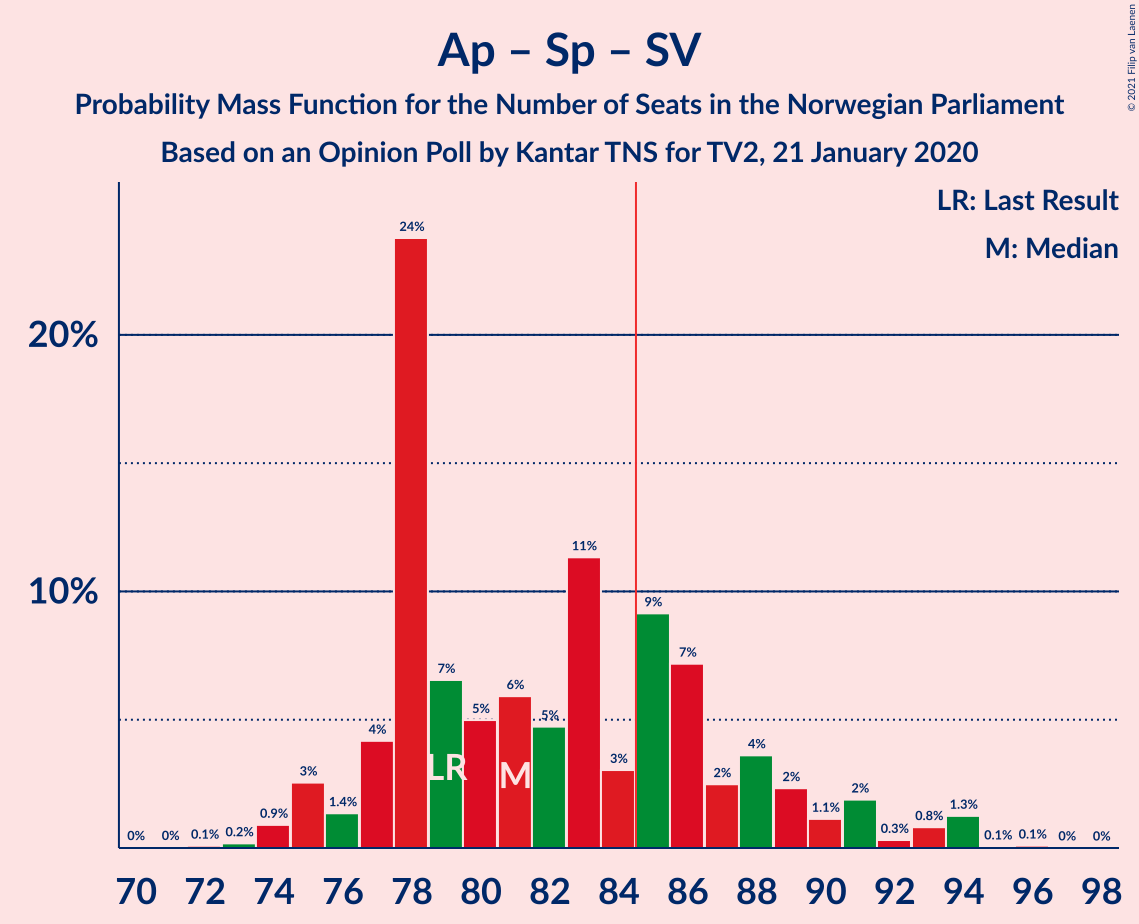 Ap – Sp – SV
Probability Mass Function for the Number of Seats in the Norwegian Parliament
Based on an Opinion Poll by Kantar TNS for TV2, 21 January 2020
© 2021 Filip van Laenen
LR: Last Result
M: Median
20%
10%
0% 0% 0.1% 0.2% 0.9% 3% 1.4% 4% 24% 7% 5% 6% 5% 11% 3% 9% 7% 2% 4% 2% 1.1% 2% 0.3% 0.8% 1.3% 0.1% 0.1% 0% 0%
LR M
70 72 74 76 78 80 82 84 86 88 90 92 94 96 98